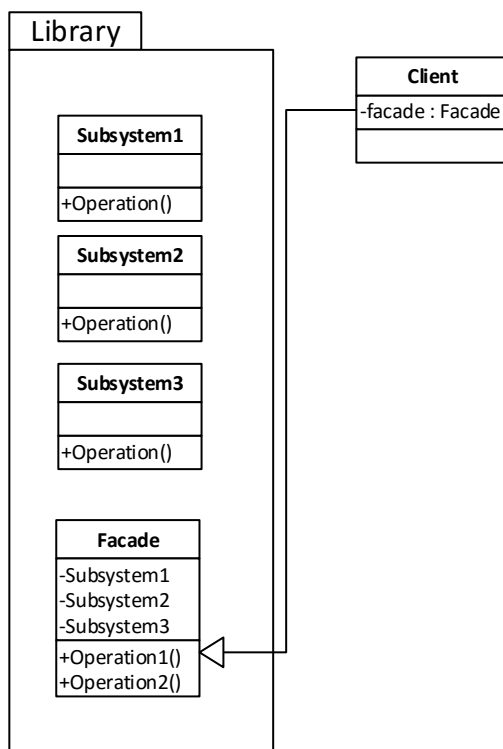 Library
Subsystem1
+Operation()
Subsystem2
+Operation()
Subsystem3
+Operation()
Facade
-Subsystem1
-Subsystem2
-Subsystem3
+Operation1()
+Operation2()
Client
-facade : Facade